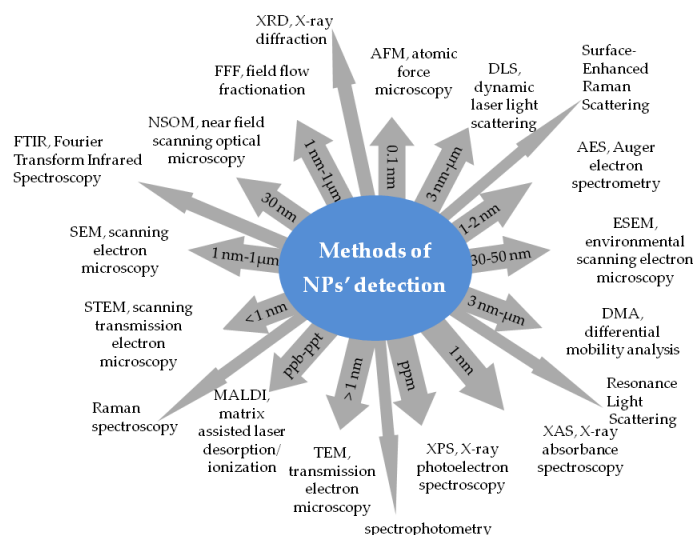 XRD, X-ray
diffraction
FFF, field flow
fractionation
AFM, atomic
force
microscopy
DLS,
dynamic
laser light
scattering
Surface-
Enhanced
Raman
Scattering
NSOM, near field
scanning optical
microscopy
FTIR, Fourier
Transform Infrared
Spectroscopy
AES, Auger
electron
spectrometry
1 nm-1µm
0.1 nm
3 nm-µm
30 nm
1-2 nm
SEM, scanning
electron
microscopy
1 nm-1µm
Methods of
NPs' detection
30-50 nm
ESEM,
environmental
scanning electron
microscopy
STEM, scanning
transmission
electron
microscopy
<1 nm
3 nm-µm
DMA,
differential
mobility analysis
ppb-ppt
>1 nm
ppm
1 nm
Raman
spectroscopy
MALDI,
matrix
assisted laser
desorption/
ionization
TEM,
transmission
electron
microscopy
XPS, X-ray
photoelectron
spectroscopy
XAS, X-ray
absorbance
spectroscopy
Resonance
Light
Scattering
spectrophotometry